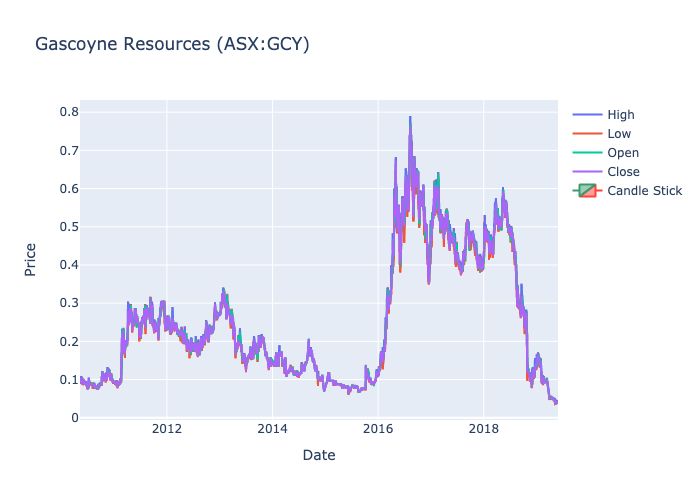 Gascoyne Resources (ASX:GCY)
0.8
0.7
0.6
0.5
0.4
0.3
0.2
0.1
0
Price
2012
2014
2016
2018
Date
High
Low
Open
Close
Candle Stick